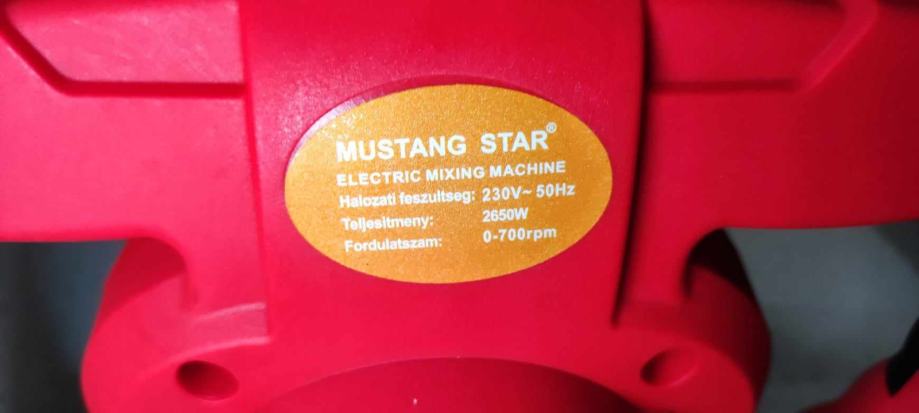 MUSTANG STAR®
ELECTRIC MIXING MACHINE
Halozati feszultseg: 230V~ 50Hz
Teljesitmeny: 2650W
Fordulatszam: 0-700rpm